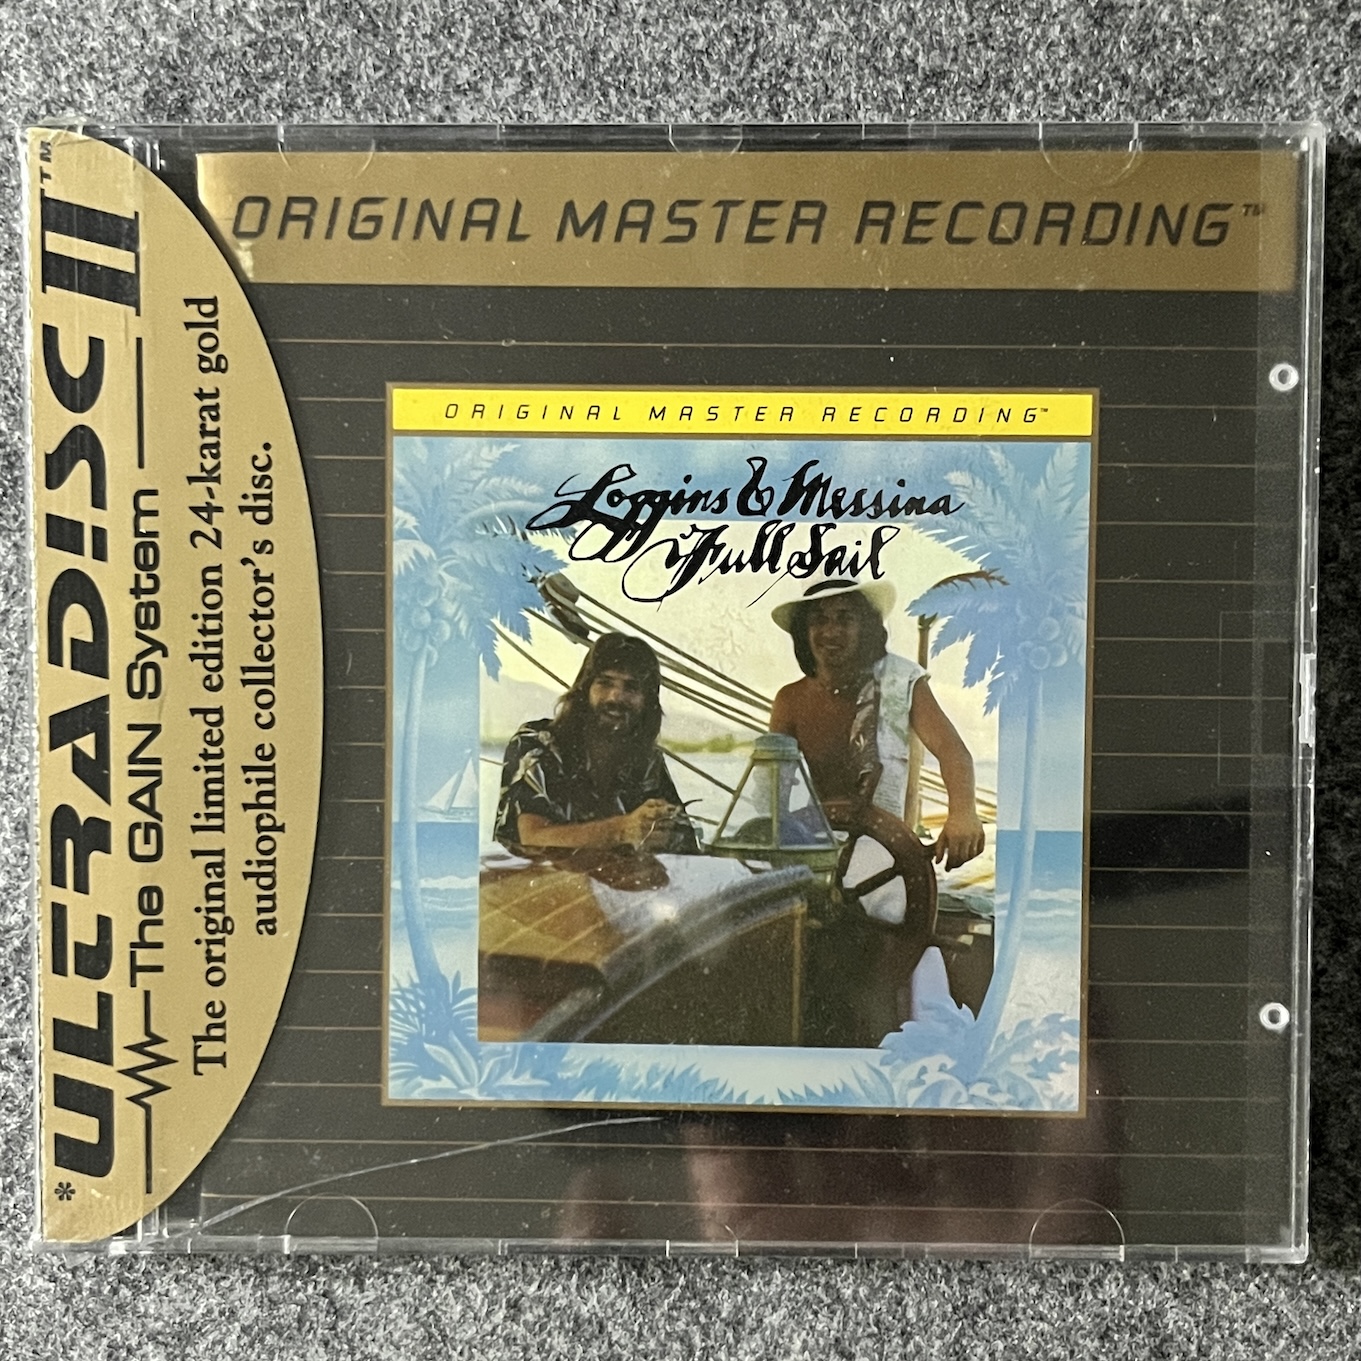 ORIGINAL MASTER RECORDING™
*ULTRADISC II™
The GAIN System™
The original limited edition 24-karat gold
audiophile collector's disc.
ORIGINAL MASTER RECORDING™
Loggins & Messina
Full Sail